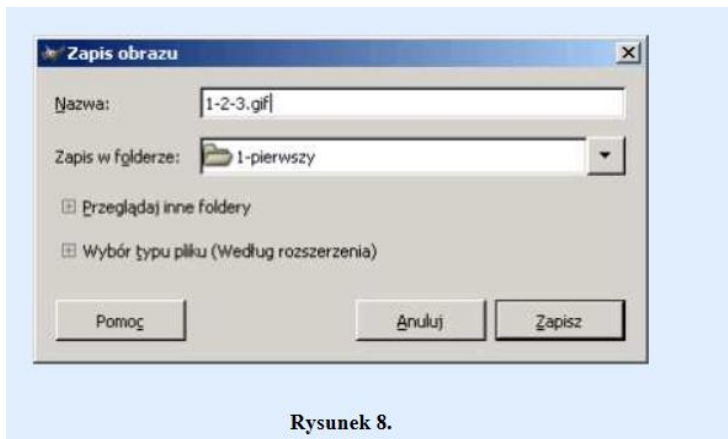 Zapis obrazu
Nazwa: 1-2-3.gif
Zapis w folderze: 1-pierwszy
Przeglądaj inne foldery
Wybór typu pliku (Według rozszerzenia)
Pomoc Anuluj Zapisz
Rysunek 8.